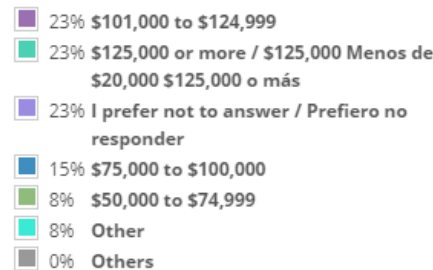 23% $101,000 to $124,999
23% $125,000 or more / $125,000 Menos de
$20,000 $125,000 o más
23% I prefer not to answer / Prefiero no
responder
15% $75,000 to $100,000
8% $50,000 to $74,999
8% Other
0% Others